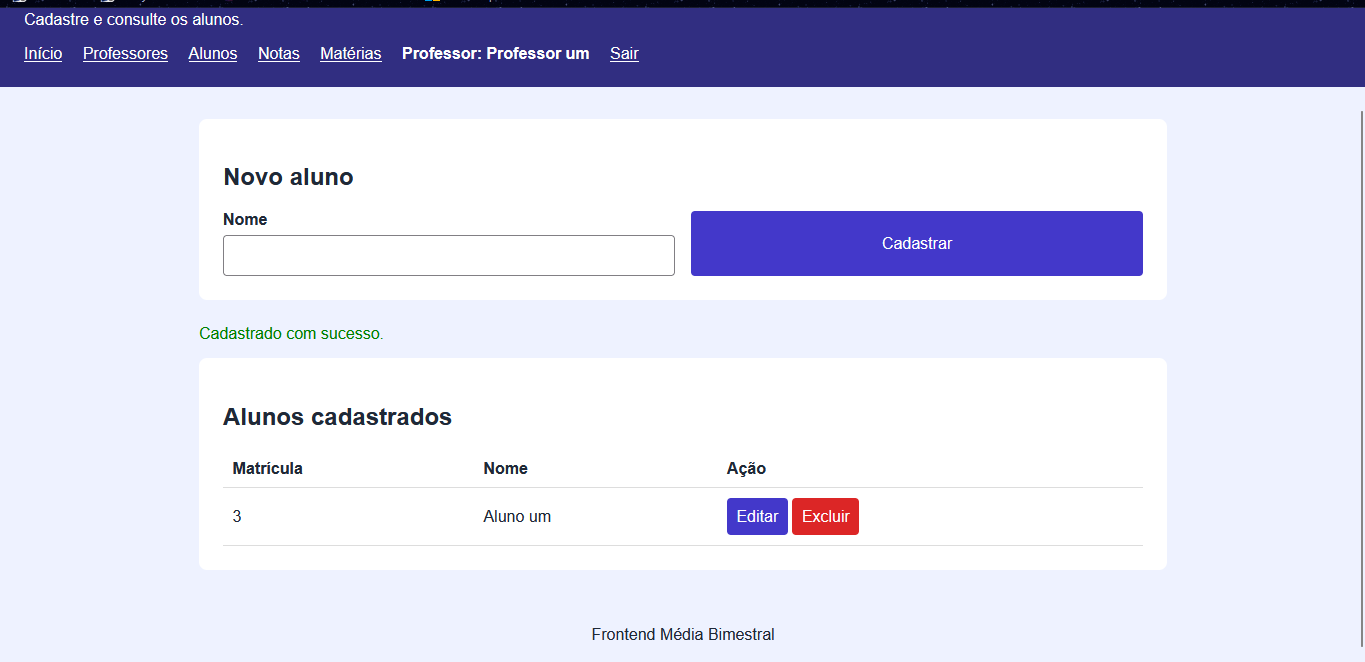 Cadastre e consulte os alunos.
Início Professores Alunos Notas Matérias Professor: Professor um Sair
Novo aluno
Nome
Cadastrar
Cadastrado com sucesso.
Alunos cadastrados
Matrícula Nome Ação
3 Aluno um Editar Excluir
Frontend Média Bimestral